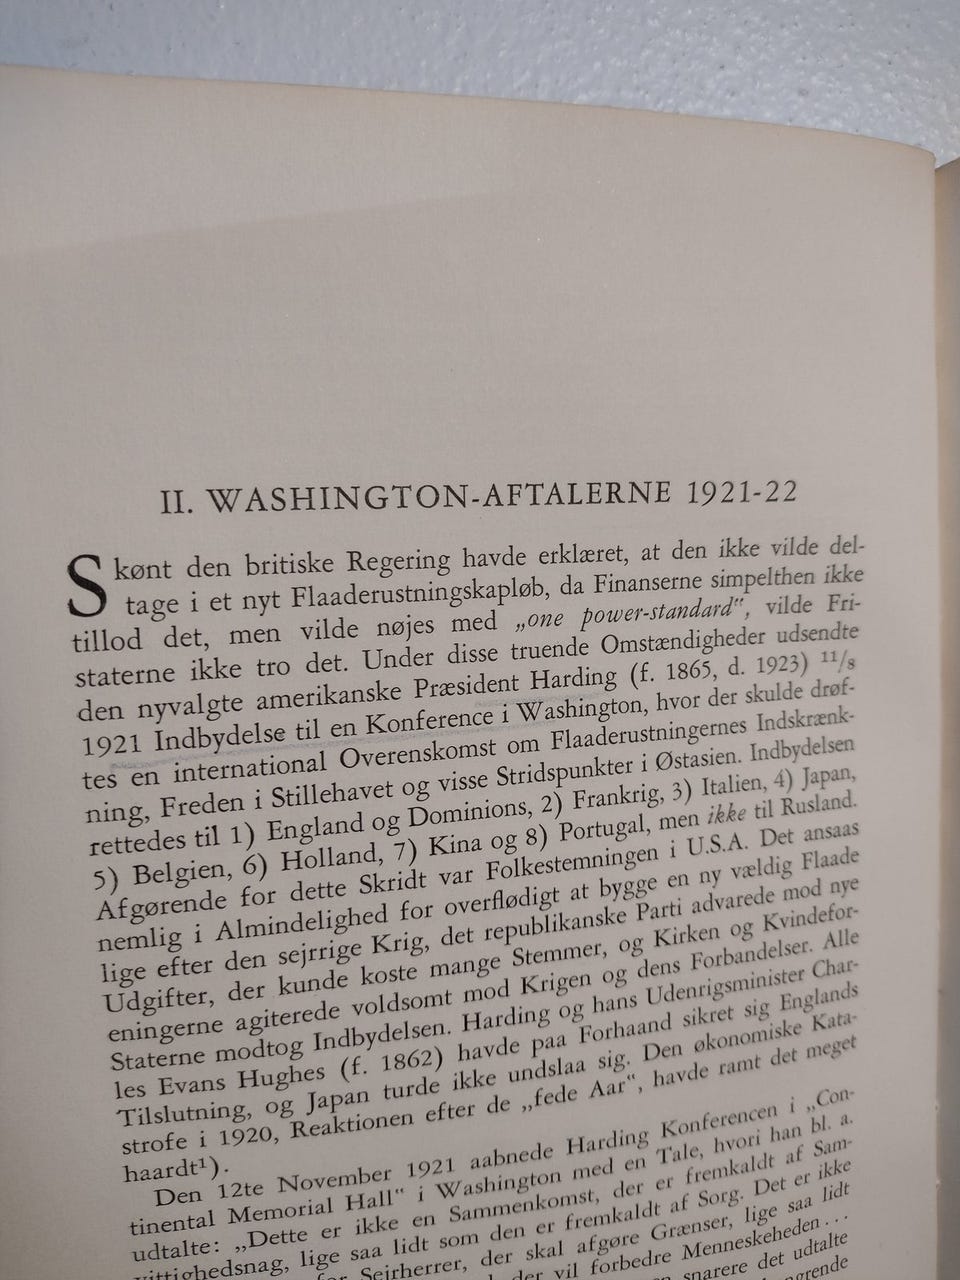 II. WASHINGTON-AFTALERNE 1921-22
Skønt den britiske Regering havde erklæret, at den ikke vilde del-
tage i et nyt Flaaderustningskapløb, da Finanserne simpelthen ikke
tillod det, men vilde nøjes med „one power-standard“, vilde Fri-
staterne ikke tro det. Under disse truende Omstændigheder udsendte
den nyvalgte amerikanske Præsident Harding (f. 1865, d. 1923) 11/8
1921 Indbydelse til en Konference i Washington, hvor der skulde drøf-
tes en international Overenskomst om Flaaderustningernes Indskrænk-
ning, Freden i Stillehavet og visse Stridspunkter i Østasien. Indbydelsen
rettedes til 1) England og Dominions, 2) Frankrig, 3) Italien, 4) Japan,
5) Belgien, 6) Holland, 7) Kina og 8) Portugal, men ikke til Rusland.
Afgørende for dette Skridt var Folkestemningen i U.S.A. Det ansaas
nemlig i Almindelighed for overflødigt at bygge en ny vældig Flaade
lige efter den sejrrige Krig, det republikanske Parti advarede mod nye
Udgifter, der kunde koste mange Stemmer, og Kirken og Kvindefor-
eningerne agiterede voldsomt mod Krigen og dens Forbandelser. Alle
Staterne modtog Indbydelsen. Harding og hans Udenrigsminister Char-
les Evans Hughes (f. 1862) havde paa Forhaand sikret sig Englands
Tilslutning, og Japan turde ikke undslaa sig. Den økonomiske Kata-
strofe i 1920, Reaktionen efter de „fede Aar“, havde ramt det meget
haardt¹).
Den 12te November 1921 aabnede Harding Konferencen i „Con-
tinental Memorial Hall“ i Washington med en Tale, hvori han bl. a.
udtalte: „Dette er ikke en Sammenkomst, der er fremkaldt af Sam-
vittighedsnag, lige saa lidt som den er fremkaldt af Sorg. Det er ikke
Sejrherrer, der skal afgøre Grænser, lige saa lidt
der vil forbedre Menneskeheden...
snarere det udtalte